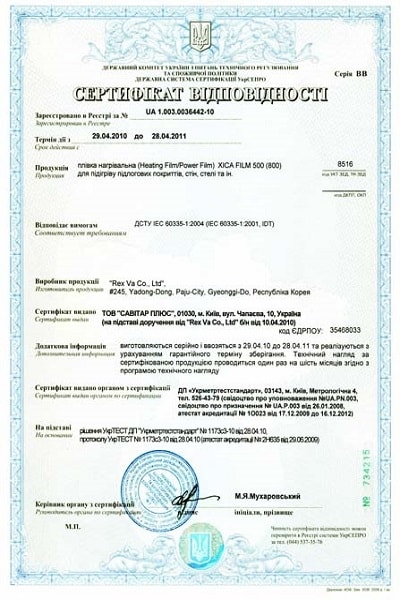 ДЕРЖАВНИЙ КОМІТЕТ УКРАЇНИ З ПИТАНЬ ТЕХНІЧНОГО РЕГУЛЮВАННЯ
ТА СПОЖИВЧОЇ ПОЛІТИКИ
ДЕРЖАВНА СИСТЕМА СЕРТИФІКАЦІЇ УкрСЕПРО
Серія ВВ
СЕРТИФІКАТ ВІДПОВІДНОСТІ
Зареєстровано в Реєстрі за № UA 1.003.0036442-10
Зарегистрирован в Реестре
Термін дії з 29.04.2010 до 28.04.2011
Срок действия с
Продукція плівка нагрівальна (Heating Film/Power Film) XICA FILM 500 (800) 8516
Продукция для підігріву підлогових покриттів, стін, стелі та ін.
код УКТ ЗЕД, ТН ЗЕД
код ДКПП, ОКП
Відповідає вимогам ДСТУ IEC 60335-1:2004 (IEC 60335-1:2001, IDT)
Соответствует требованиям
Виробник продукції "Rex Va Co., Ltd",
Изготовитель продукции #245, Yadong-Dong, Paju-City, Gyeonggi-Do, Республіка Корея
Сертифікат видано ТОВ "САВІТАР ПЛЮС", 01030, м. Київ, вул. Чапаєва, 10, Україна
Сертификат выдан (на підставі доручення від "Rex Va Co., Ltd" б/н від 10.04.2010)
код ЄДРПОУ: 35468033
Додаткова інформація виготовляється серійно і ввозяться з 29.04.10 до 28.04.11 та реалізуються з
Дополнительная информация урахуванням гарантійного терміну зберігання. Технічний нагляд за
сертифікованою продукцією проводиться один раз на шість місяців згідно з
програмою технічного нагляду
Сертифікат видано органом з сертифікації ДП «Укрметртестстандарт», 03143, м. Київ, Метрологічна 4,
Сертификат выдан органом по сертификации тел. 526-43-79 (свідоцтво про уповноваження №UA.PN.003,
свідоцтво про призначення № UA.P.003 від 26.01.2008,
атестат акредитації № 1О023 від 17.12.2009 до 16.12.2012)
На підставі рішення УкрТЕСТ ДП "Укрметртестстандарт" № 1173с3-10 від 28.04.10,
На основании протоколу УкрТЕСТ № 1173с3-10 від 28.04.10 (атестат акредитації № 2Н635 від 29.06.2009)
№ 734215
Керівник органу з сертифікації М.Я.Мухаровський
Руководитель органа по сертификации підпис ініціали, прізвище
М.П.
Чинність сертифіката відповідності можна
перевірити в Реєстрі системи УкрСЕПРО
за тел. (044) 537-35-76